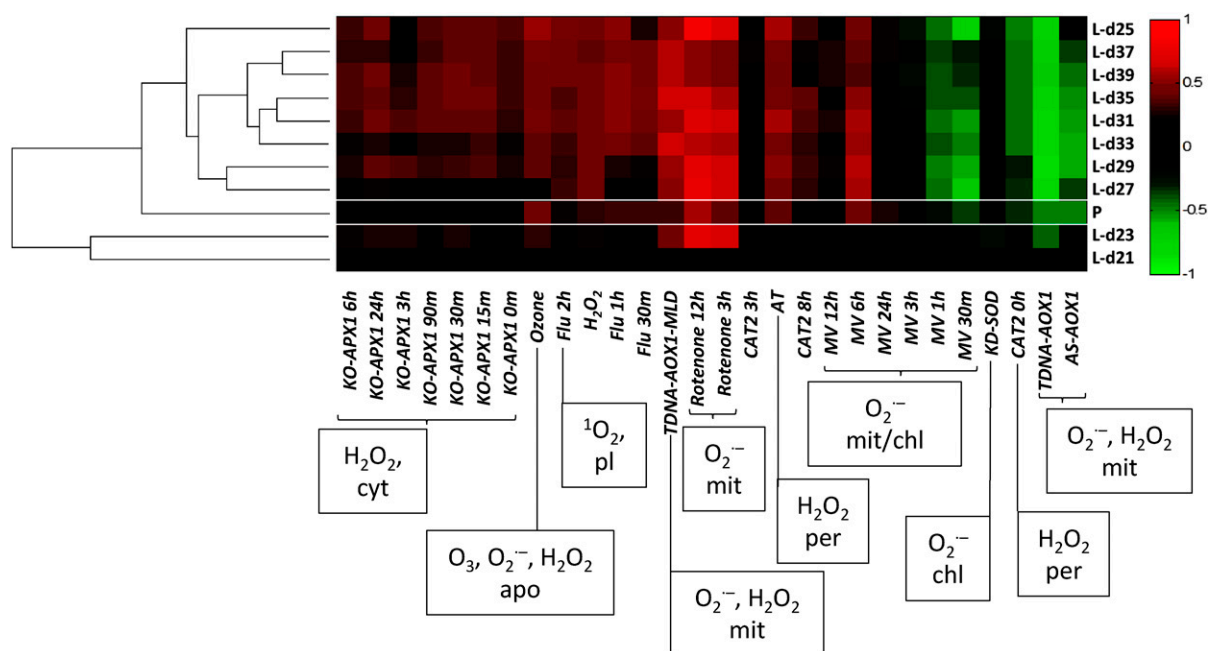 L-d25
L-d37
L-d39
L-d35
L-d31
L-d33
L-d29
L-d27
P
L-d23
L-d21
1
0.5
0
-0.5
-1
KO-APX1 6h
KO-APX1 24h
KO-APX1 3h
KO-APX1 90m
KO-APX1 30m
KO-APX1 15m
KO-APX1 0m
Ozone
Flu 2h
H₂O₂
Flu 1h
Flu 30m
TDNA-AOX1-MLD
Rotenone 12h
Rotenone 3h
CAT2 3h
AT
CAT2 8h
MV 12h
MV 6h
MV 24h
MV 3h
MV 1h
MV 30m
KD-SOD
CAT2 0h
TDNA-AOX1
AS-AOX1
H₂O₂,
cyt
O₃, O₂·⁻, H₂O₂
apo
¹O₂,
pl
O₂·⁻, H₂O₂
mit
O₂·⁻
mit
H₂O₂
per
O₂·⁻
mit/chl
O₂·⁻
chl
H₂O₂
per
O₂·⁻, H₂O₂
mit